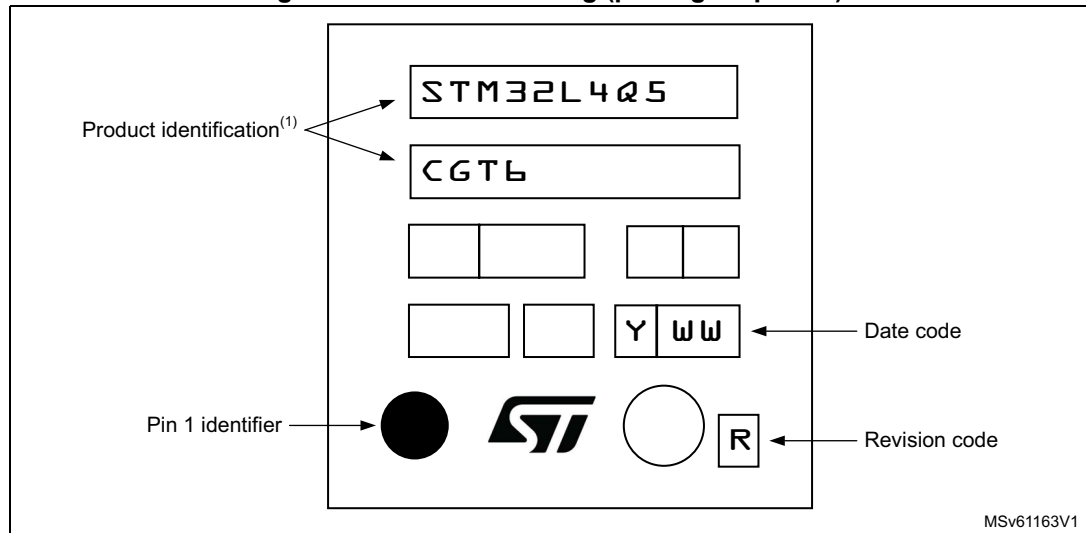 STM32L4Q5
Product identification(1)
CGT6
Y WW
Date code
Pin 1 identifier
ST
R
Revision code
MSv61163V1